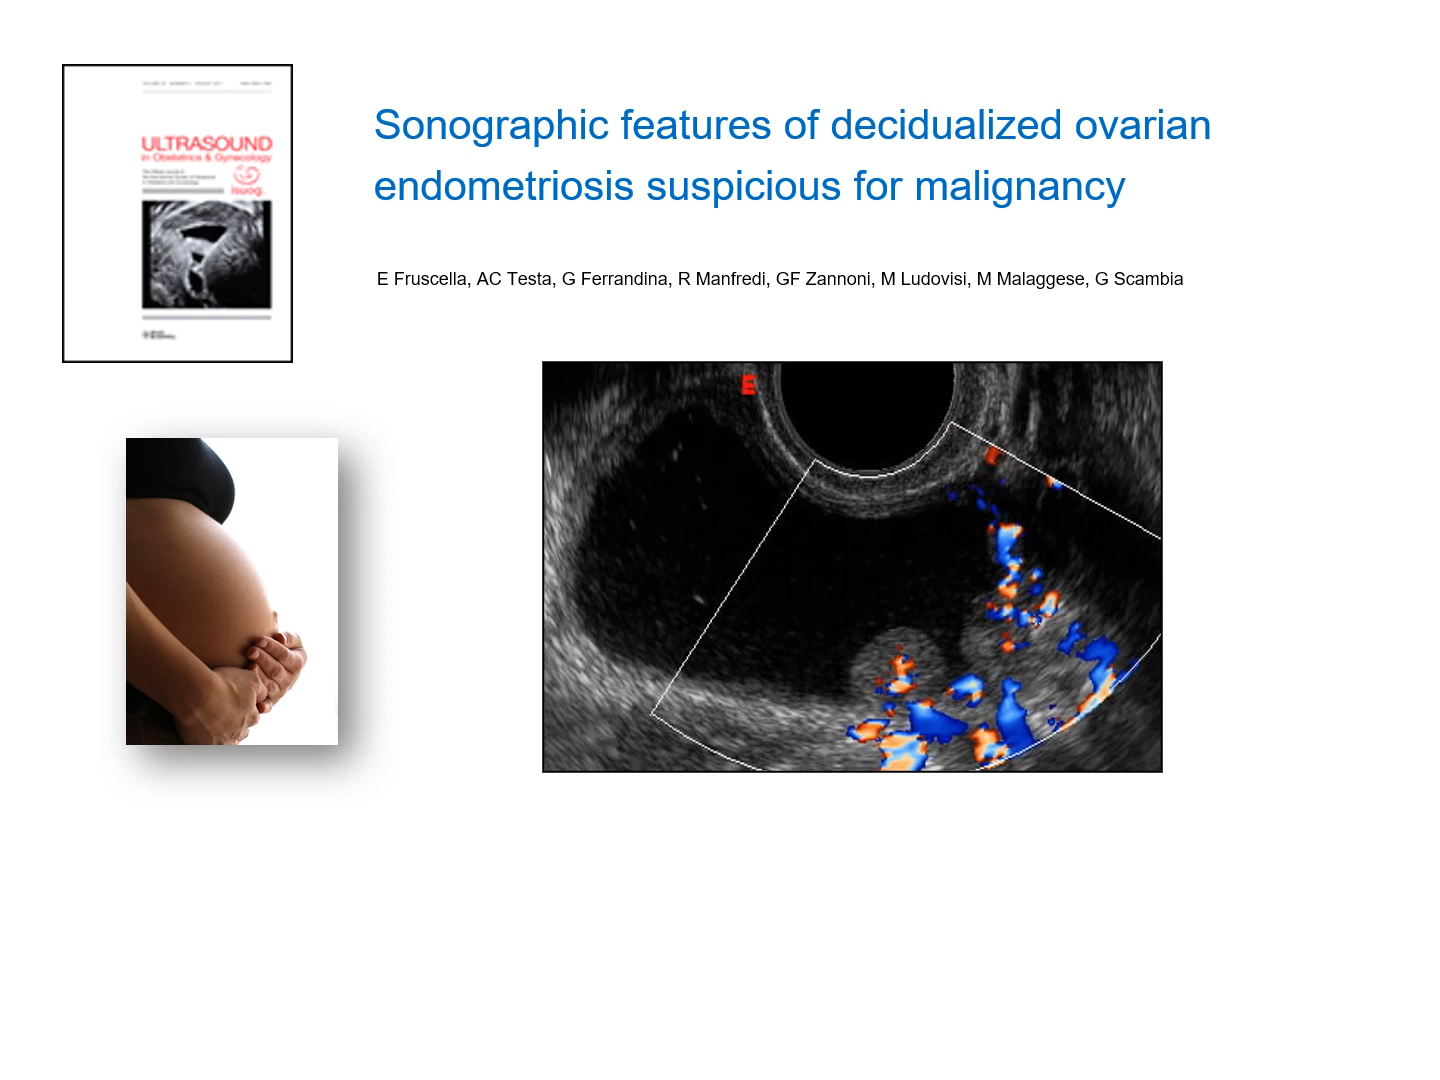 ULTRASOUND
in Obstetrics & Gynecology
isuog
Sonographic features of decidualized ovarian
endometriosis suspicious for malignancy
E Fruscella, AC Testa, G Ferrandina, R Manfredi, GF Zannoni, M Ludovisi, M Malaggese, G Scambia
E